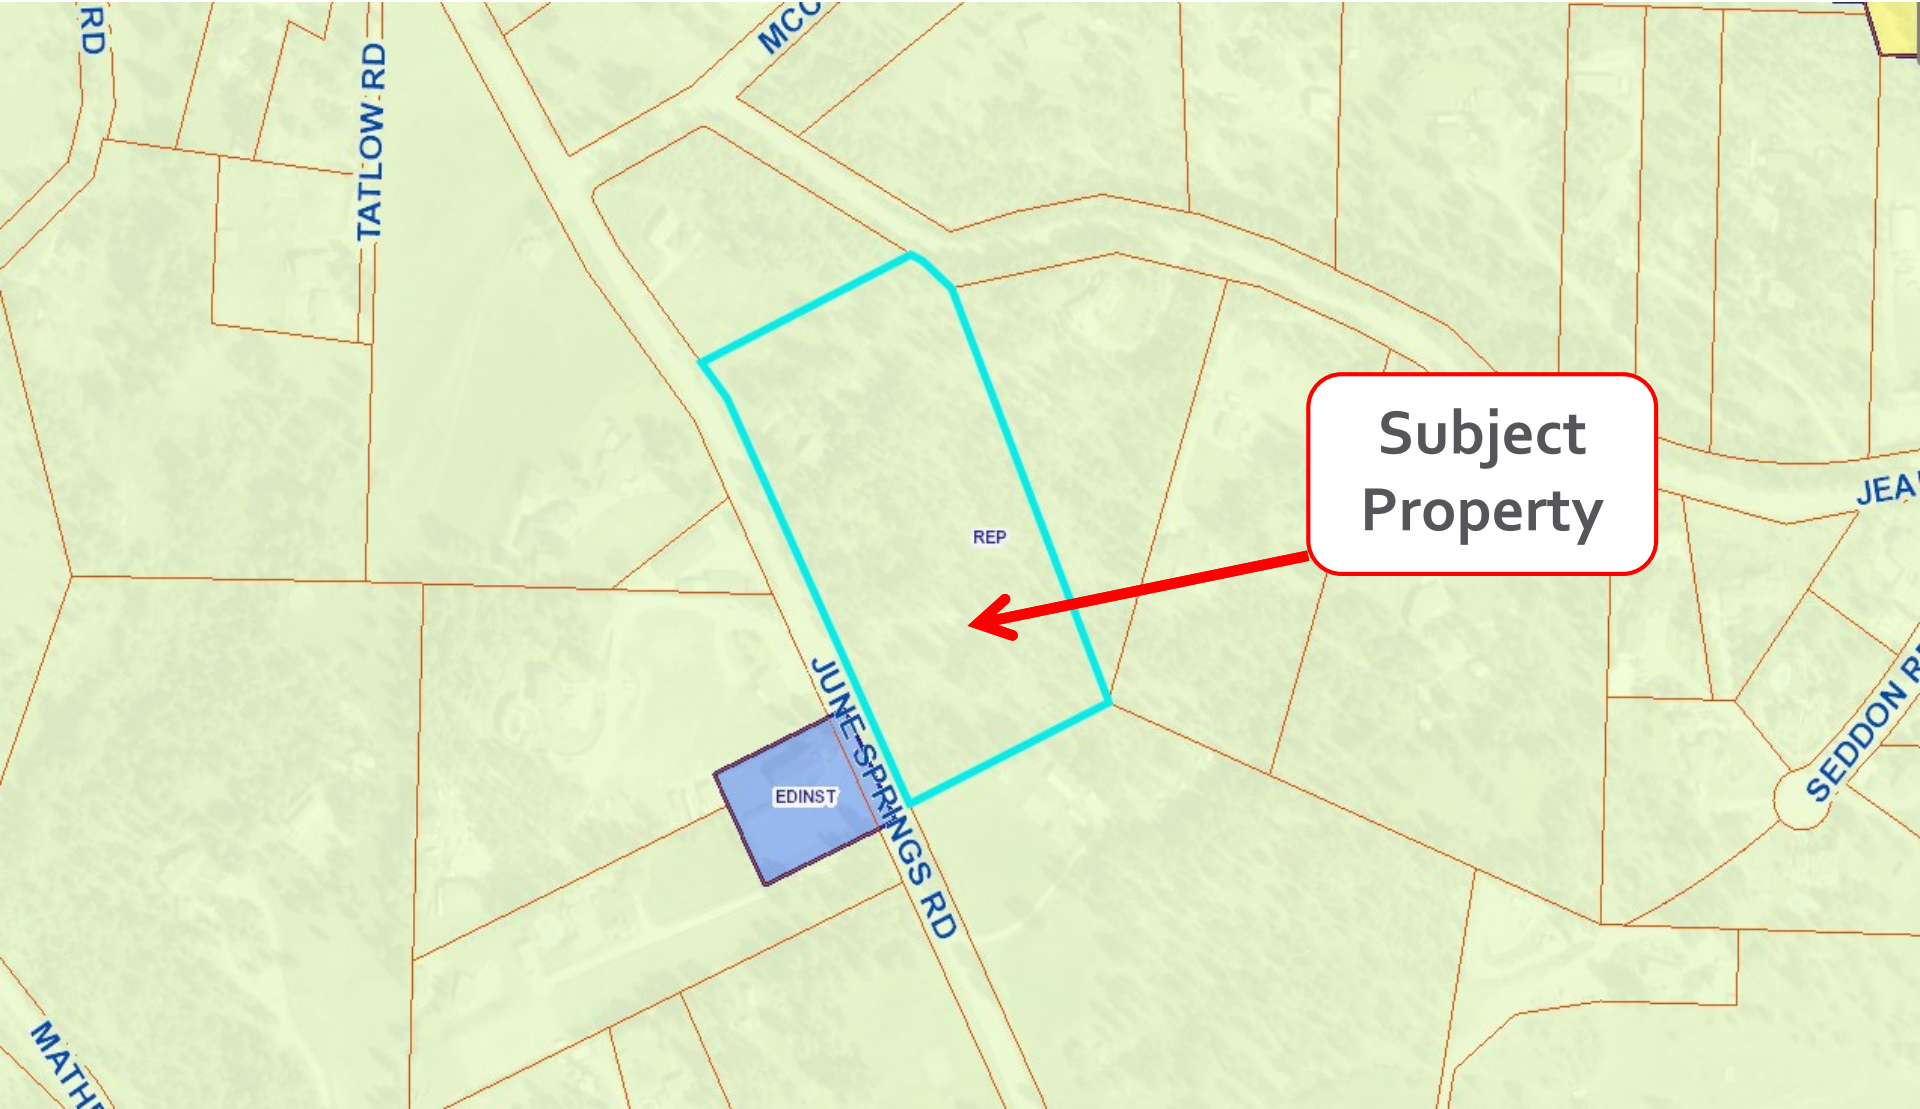 RD
TATLOW RD
MCC
Subject
Property
JEA
REP
JUNE SPRINGS RD
EDINST
SEDDON R
MATH